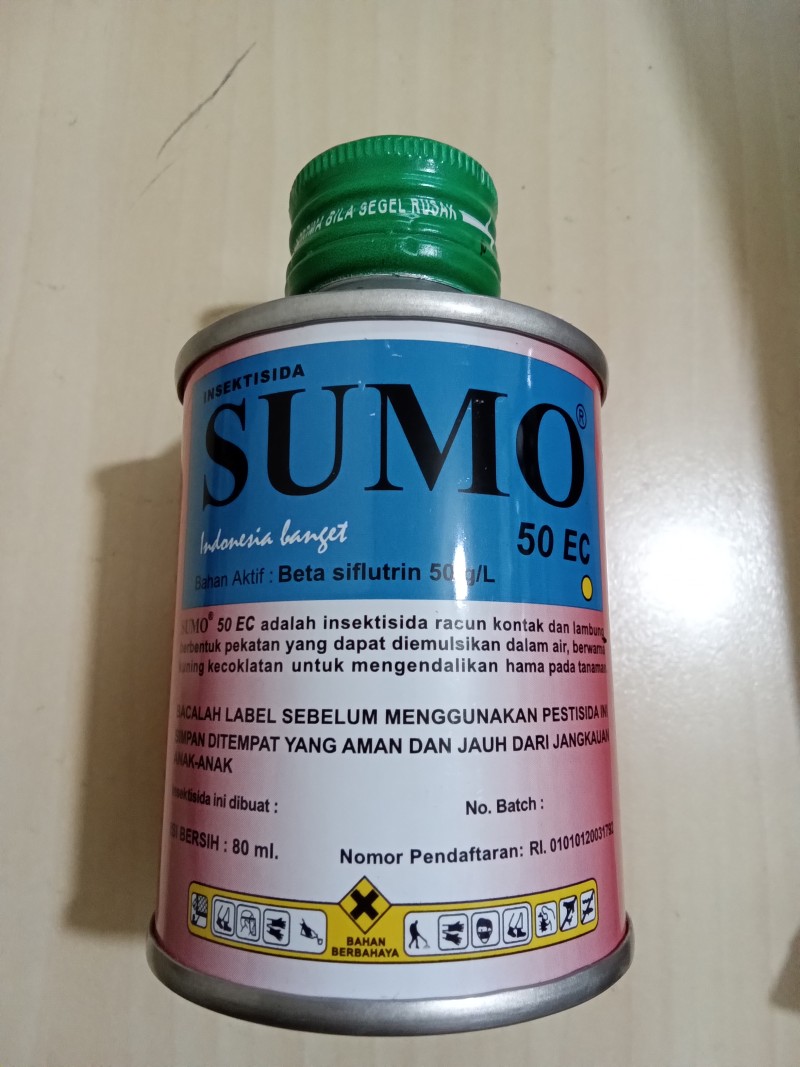 BILA SEGEL RUSAK
INSEKTISIDA
SUMO®
Indonesia banget
50 EC
Bahan Aktif : Beta siflutrin 50 g/L
SUMO® 50 EC adalah insektisida racun kontak dan lambung
berbentuk pekatan yang dapat diemulsikan dalam air, berwarna
kuning kecoklatan untuk mengendalikan hama pada tanaman
BACALAH LABEL SEBELUM MENGGUNAKAN PESTISIDA INI
SIMPAN DITEMPAT YANG AMAN DAN JAUH DARI JANGKAUAN
ANAK-ANAK
Insektisida ini dibuat :
No. Batch :
ISI BERSIH : 80 ml.
Nomor Pendaftaran: RI. 01010120031792
BAHAN
BERBAHAYA